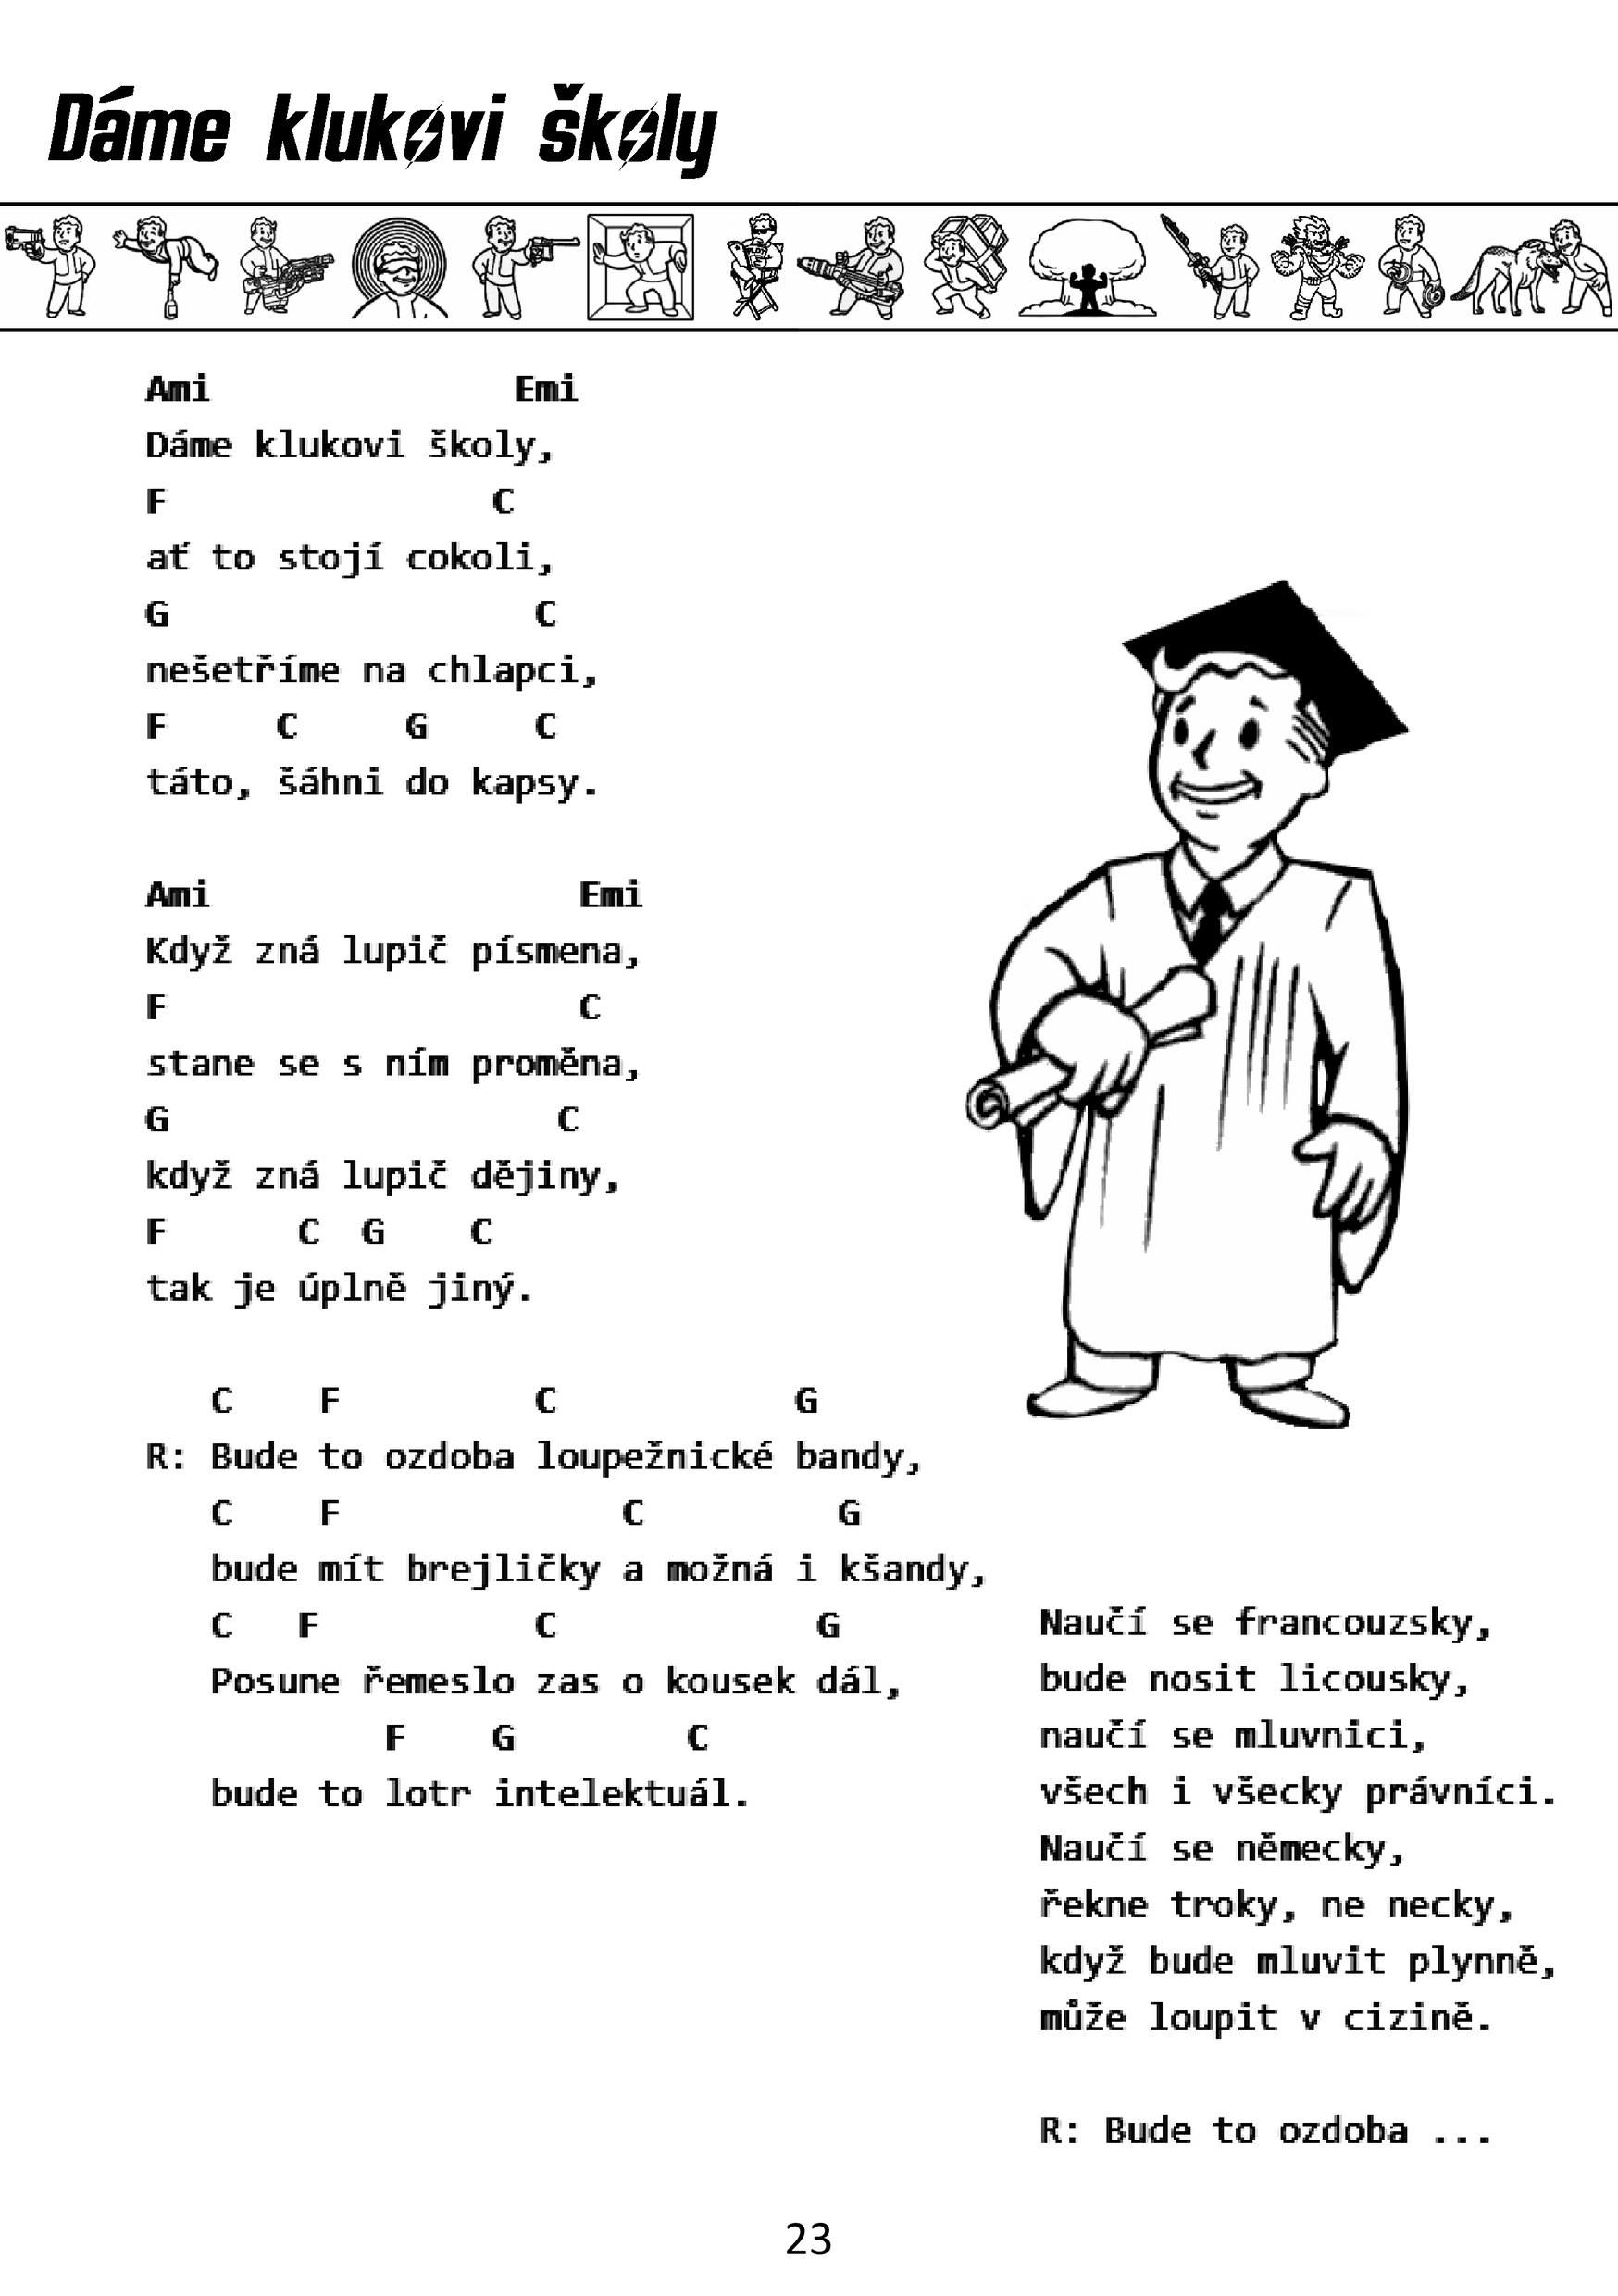 Dáme klukovi školy
Ami Emi
Dáme klukovi školy,
F C
ať to stojí cokoli,
G C
nešetříme na chlapci,
F C G C
táto, šáhni do kapsy.
Ami Emi
Když zná lupič písmena,
F C
stane se s ním proměna,
G C
když zná lupič dějiny,
F C G C
tak je úplně jiný.
C F C G
R: Bude to ozdoba loupežnické bandy,
C F C G
bude mít brejličky a možná i kšandy,
C F C G
Posune řemeslo zas o kousek dál,
F G C
bude to lotr intelektuál.
Naučí se francouzsky,
bude nosit licousky,
naučí se mluvnici,
všech i všecky právníci.
Naučí se německy,
řekne troky, ne necky,
když bude mluvit plynně,
může loupit v cizině.
R: Bude to ozdoba ...
23